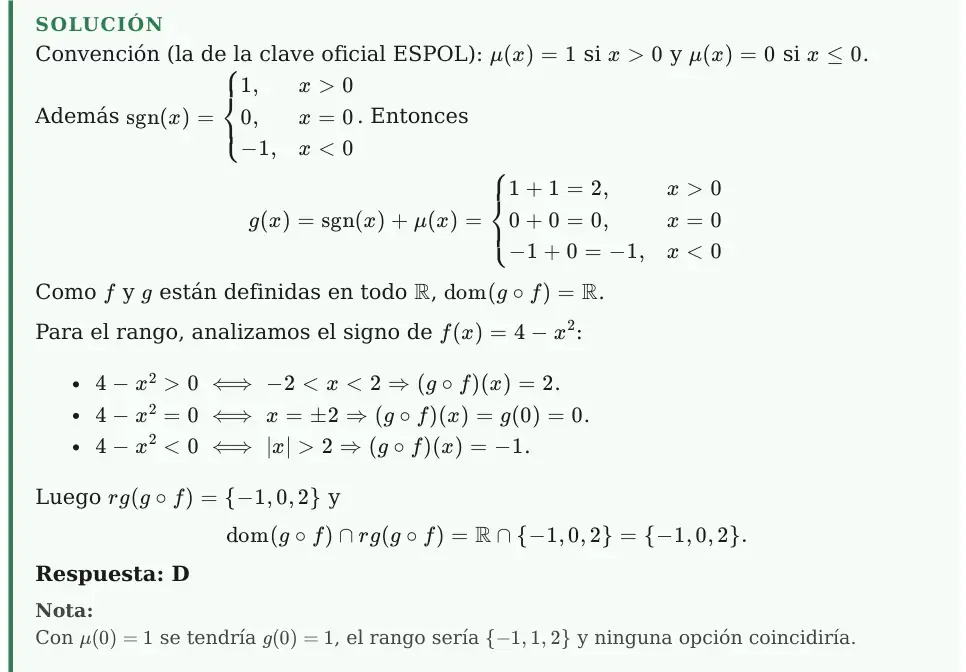 SOLUCIÓN
Convención (la de la clave oficial ESPOL): μ(x) = 1 si x > 0 y μ(x) = 0 si x ≤ 0.
Además sgn(x) = { 1, x > 0
0, x = 0 . Entonces
−1, x < 0
g(x) = sgn(x) + μ(x) = { 1 + 1 = 2, x > 0
0 + 0 = 0, x = 0
−1 + 0 = −1, x < 0
Como f y g están definidas en todo ℝ, dom(g ∘ f) = ℝ.
Para el rango, analizamos el signo de f(x) = 4 − x²:
• 4 − x² > 0 ⟺ −2 < x < 2 ⇒ (g ∘ f)(x) = 2.
• 4 − x² = 0 ⟺ x = ±2 ⇒ (g ∘ f)(x) = g(0) = 0.
• 4 − x² < 0 ⟺ |x| > 2 ⇒ (g ∘ f)(x) = −1.
Luego rg(g ∘ f) = {−1, 0, 2} y
dom(g ∘ f) ∩ rg(g ∘ f) = ℝ ∩ {−1, 0, 2} = {−1, 0, 2}.
Respuesta: D
Nota:
Con μ(0) = 1 se tendría g(0) = 1, el rango sería {−1, 1, 2} y ninguna opción coincidiría.